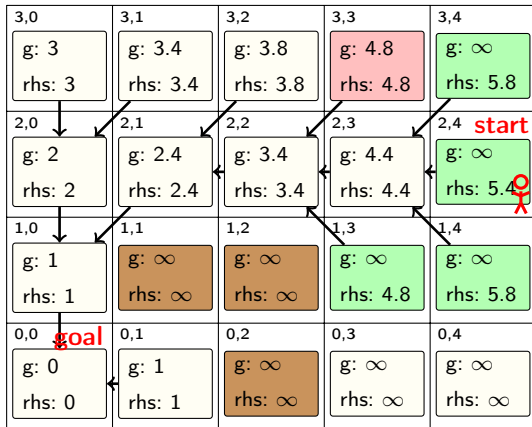 3,0 3,1 3,2 3,3 3,4
g: 3 g: 3.4 g: 3.8 g: 4.8 g: ∞
rhs: 3 rhs: 3.4 rhs: 3.8 rhs: 4.8 rhs: 5.8
2,0 2,1 2,2 2,3 2,4 start
g: 2 g: 2.4 g: 3.4 g: 4.4 g: ∞
rhs: 2 rhs: 2.4 rhs: 3.4 rhs: 4.4 rhs: 5.4
1,0 1,1 1,2 1,3 1,4
g: 1 g: ∞ g: ∞ g: ∞ g: ∞
rhs: 1 rhs: ∞ rhs: ∞ rhs: 4.8 rhs: 5.8
0,0 goal 0,1 0,2 0,3 0,4
g: 0 g: 1 g: ∞ g: ∞ g: ∞
rhs: 0 rhs: 1 rhs: ∞ rhs: ∞ rhs: ∞